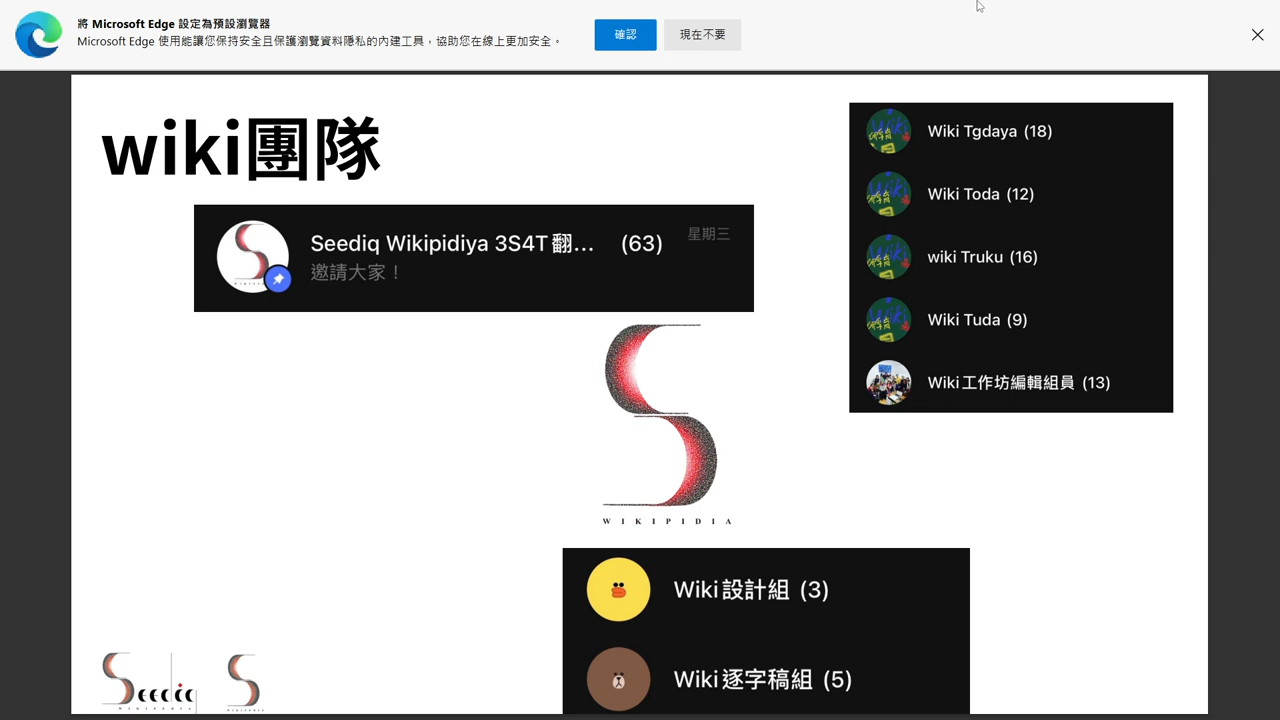 將 Microsoft Edge 設定為預設瀏覽器
Microsoft Edge 使用能讓您保持安全且保護瀏覽資料隱私的內建工具，協助您在線上更加安全。
確認
現在不要
wiki團隊
Seediq Wikipidiya 3S4T翻... (63)
星期三
邀請大家！
Wiki Tgdaya (18)
Wiki Toda (12)
wiki Truku (16)
Wiki Tuda (9)
Wiki工作坊編輯組員 (13)
WIKIPIDIA
Wiki設計組 (3)
Wiki逐字稿組 (5)
Seediq